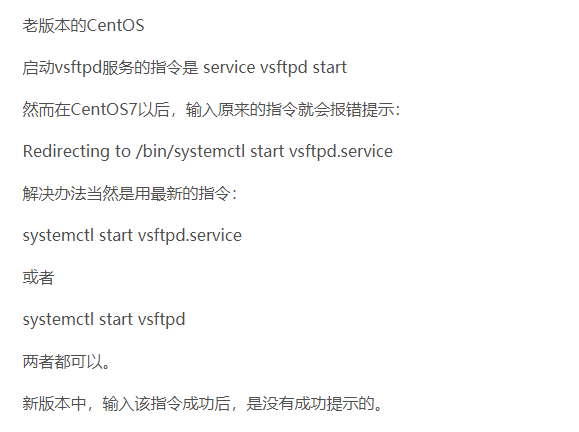 老版本的CentOS
启动vsftpd服务的指令是 service vsftpd start
然而在CentOS7以后，输入原来的指令就会报错提示：
Redirecting to /bin/systemctl start vsftpd.service
解决办法当然是用最新的指令：
systemctl start vsftpd.service
或者
systemctl start vsftpd
两者都可以。
新版本中，输入该指令成功后，是没有成功提示的。